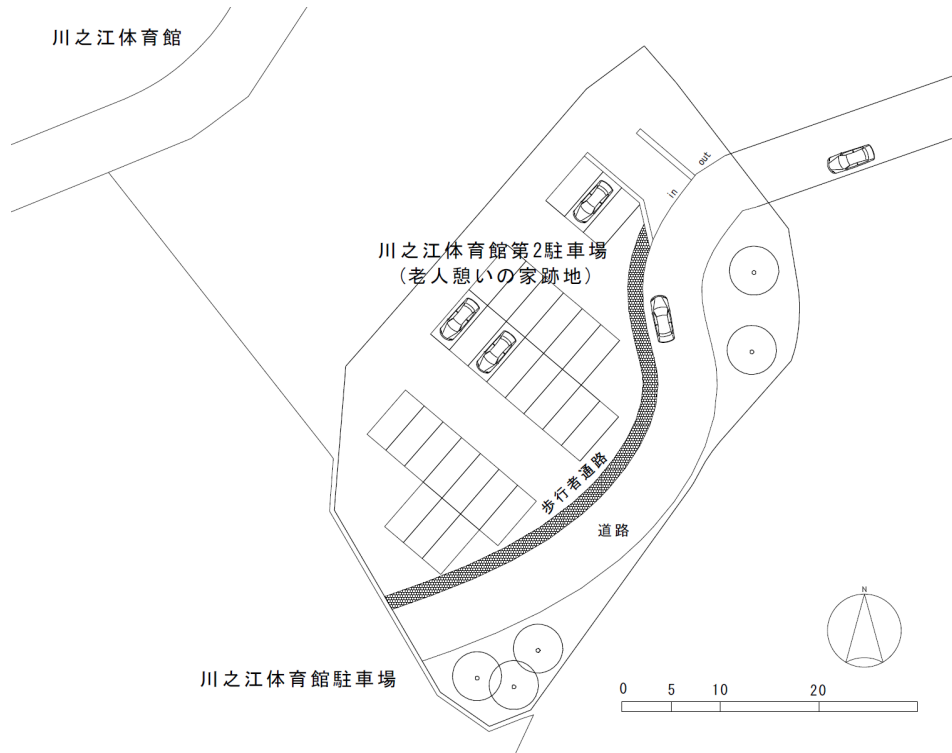 川之江体育館
out
in
川之江体育館第2駐車場
(老人憩いの家跡地)
歩行者通路
道路
N
川之江体育館駐車場
0 5 10 20